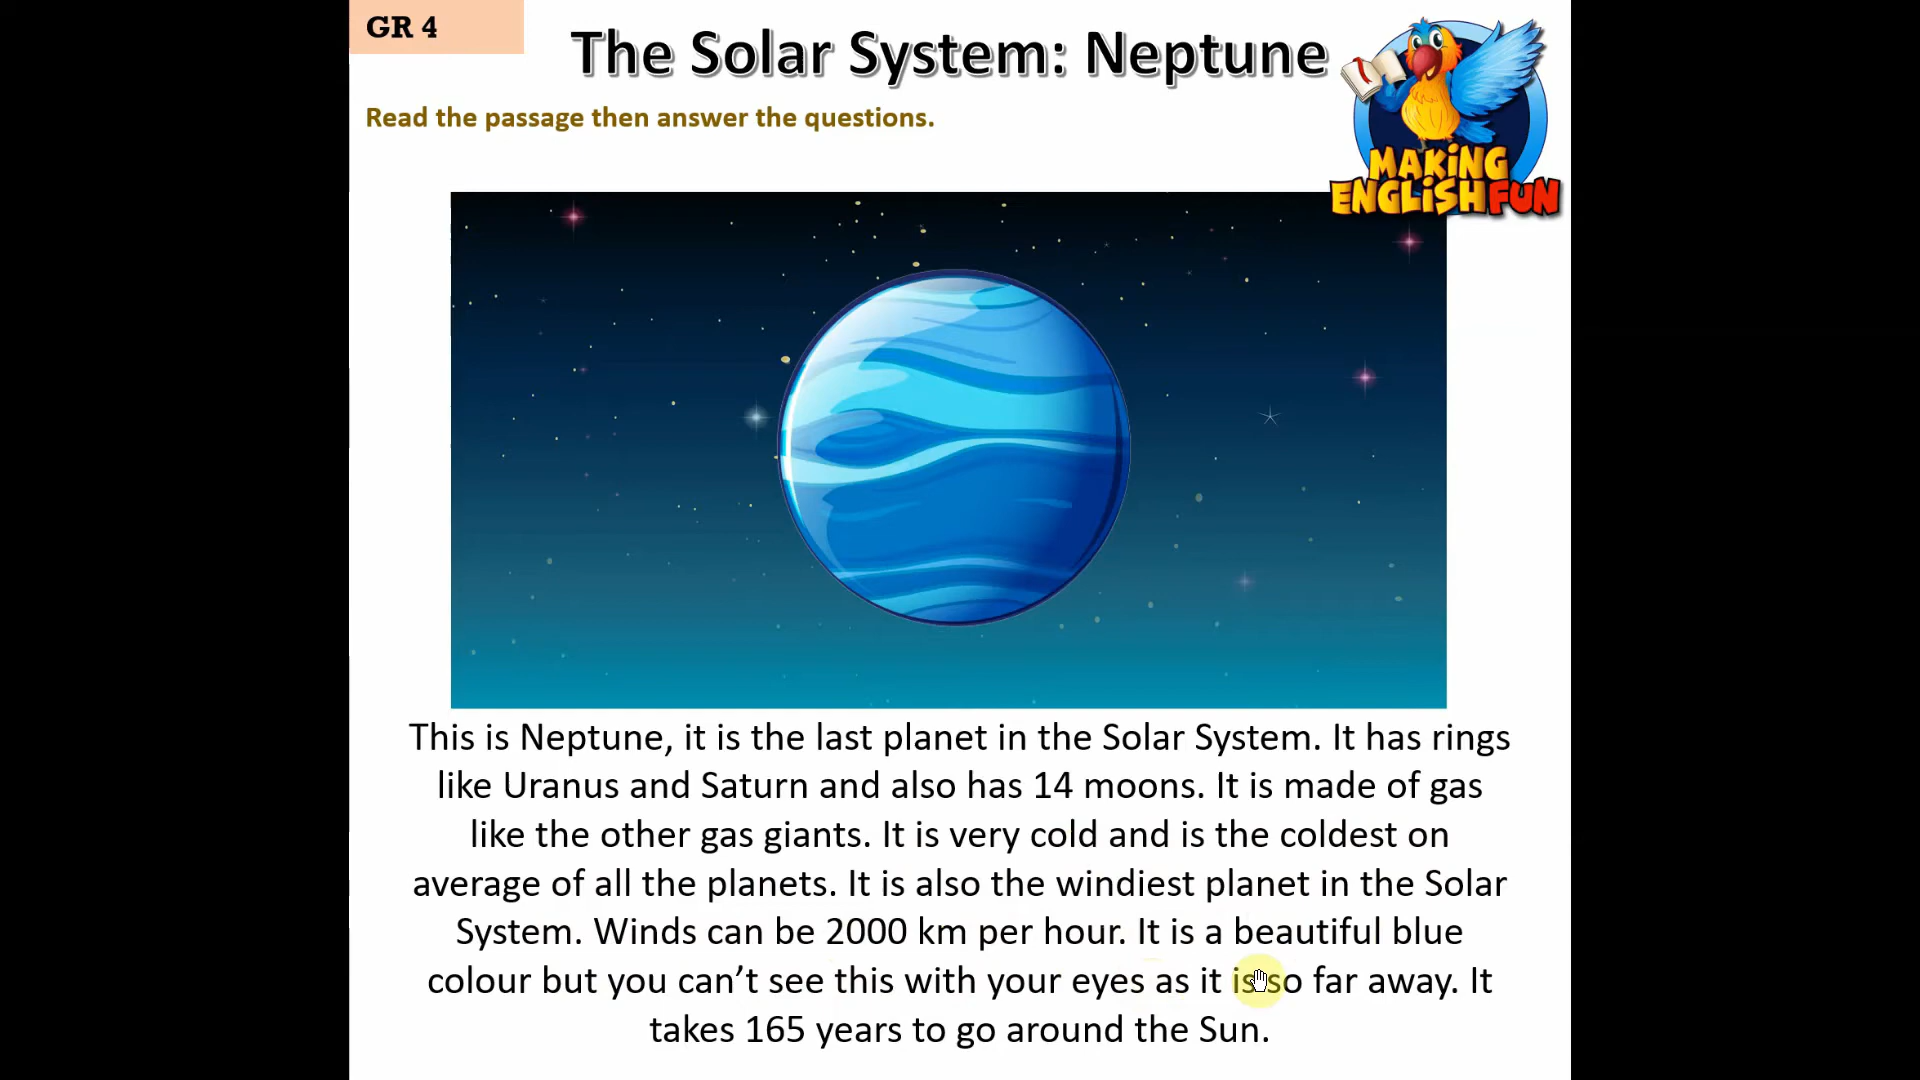 GR 4
The Solar System: Neptune
Read the passage then answer the questions.
MAKiNG
ENGLiSH FUN
This is Neptune, it is the last planet in the Solar System. It has rings
like Uranus and Saturn and also has 14 moons. It is made of gas
like the other gas giants. It is very cold and is the coldest on
average of all the planets. It is also the windiest planet in the Solar
System. Winds can be 2000 km per hour. It is a beautiful blue
colour but you can’t see this with your eyes as it is so far away. It
takes 165 years to go around the Sun.